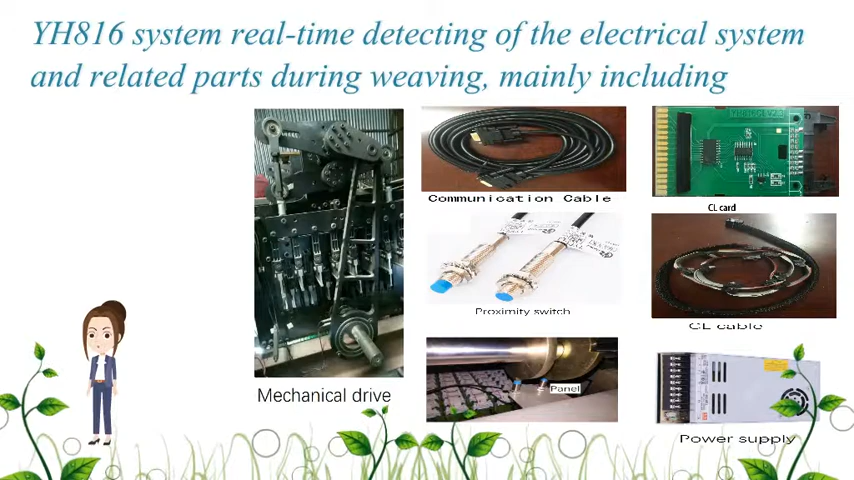 YH816 system real-time detecting of the electrical system
and related parts during weaving, mainly including
Communication Cable
CL card
Proximity switch
CL cable
Panel
Mechanical drive
Power supply